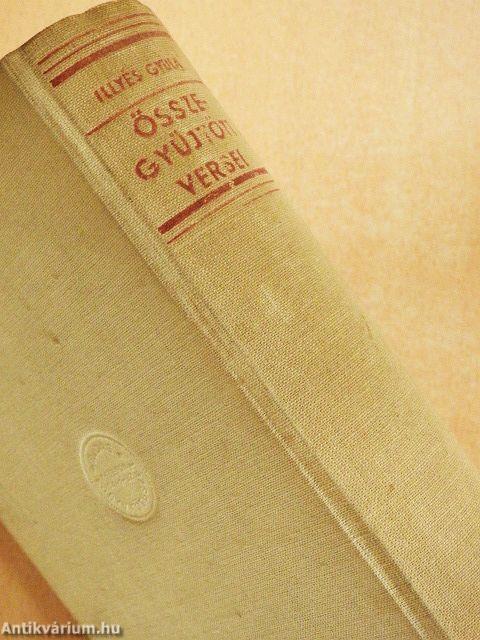 ILLYÉS GYULA
ÖSSZE-
GYŰJTÖTT
VERSEI
Antikvárium.hu